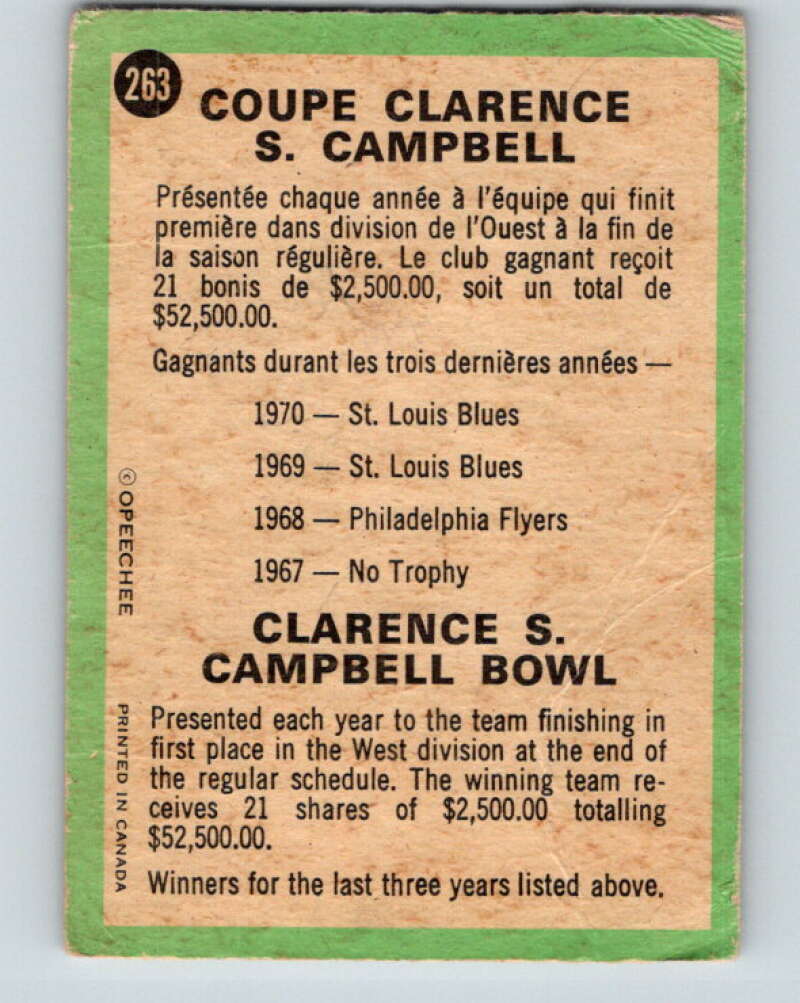 263
COUPE CLARENCE
S. CAMPBELL
Présentée chaque année à l'équipe qui finit
première dans division de l'Ouest à la fin de
la saison régulière. Le club gagnant reçoit
21 bonis de $2,500.00, soit un total de
$52,500.00.
Gagnants durant les trois dernières années —
1970 — St. Louis Blues
1969 — St. Louis Blues
1968 — Philadelphia Flyers
1967 — No Trophy
CLARENCE S.
CAMPBELL BOWL
Presented each year to the team finishing in
first place in the West division at the end of
the regular schedule. The winning team re-
ceives 21 shares of $2,500.00 totalling
$52,500.00.
Winners for the last three years listed above.
© OPEECHEE
PRINTED IN CANADA